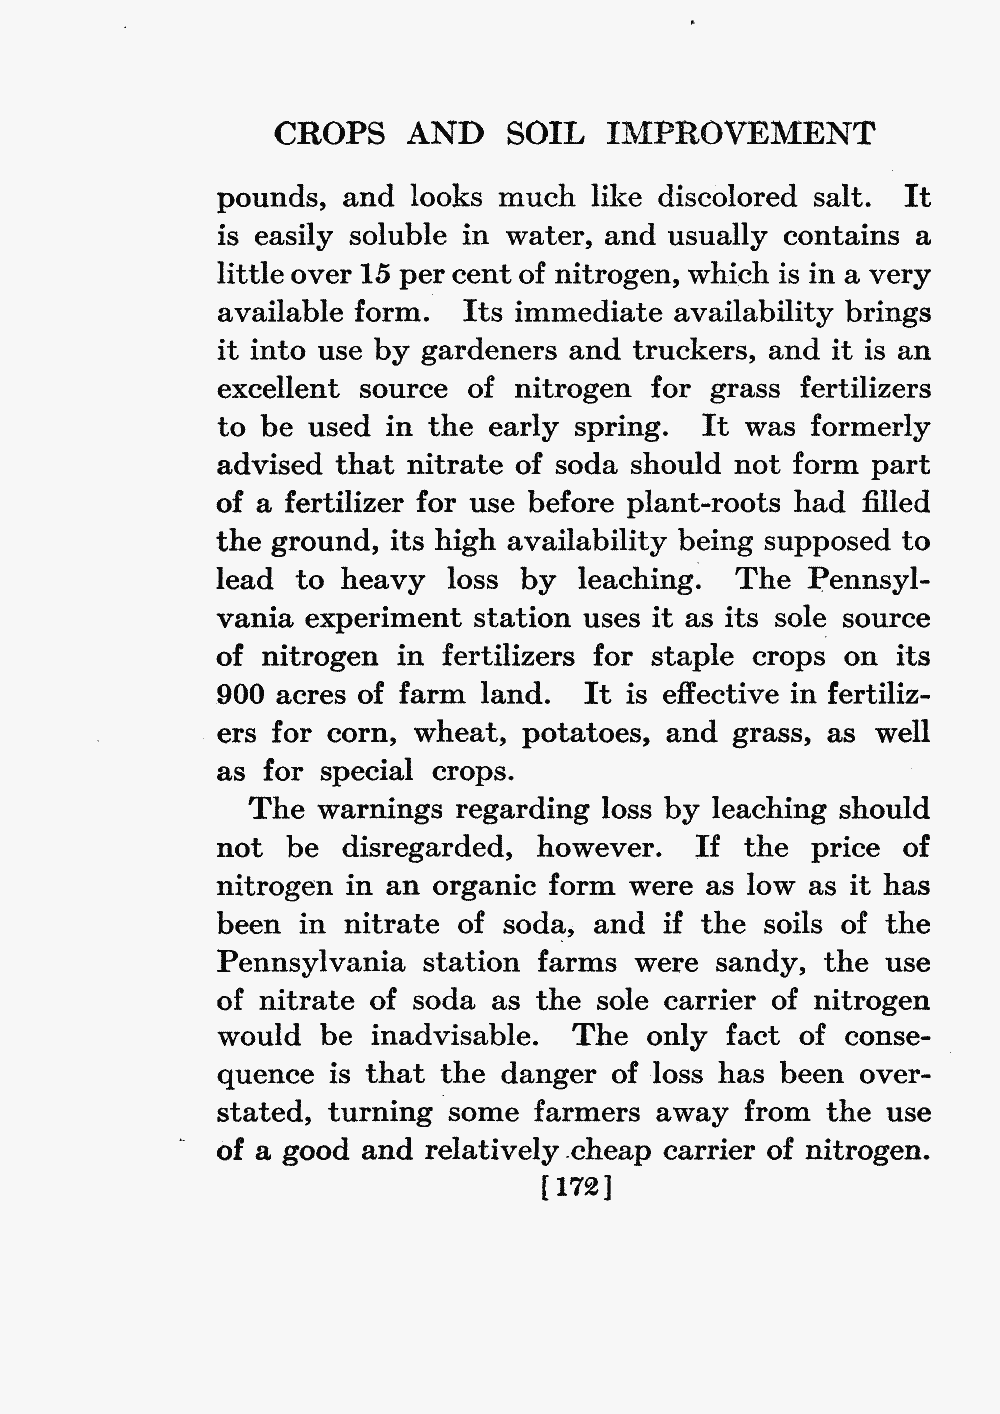 CROPS AND SOIL IMPROVEMENT
pounds, and looks much like discolored salt. It
is easily soluble in water, and usually contains a
little over 15 per cent of nitrogen, which is in a very
available form. Its immediate availability brings
it into use by gardeners and truckers, and it is an
excellent source of nitrogen for grass fertilizers
to be used in the early spring. It was formerly
advised that nitrate of soda should not form part
of a fertilizer for use before plant-roots had filled
the ground, its high availability being supposed to
lead to heavy loss by leaching. The Pennsyl-
vania experiment station uses it as its sole source
of nitrogen in fertilizers for staple crops on its
900 acres of farm land. It is effective in fertiliz-
ers for corn, wheat, potatoes, and grass, as well
as for special crops.
The warnings regarding loss by leaching should
not be disregarded, however. If the price of
nitrogen in an organic form were as low as it has
been in nitrate of soda, and if the soils of the
Pennsylvania station farms were sandy, the use
of nitrate of soda as the sole carrier of nitrogen
would be inadvisable. The only fact of conse-
quence is that the danger of loss has been over-
stated, turning some farmers away from the use
of a good and relatively cheap carrier of nitrogen.
[172]